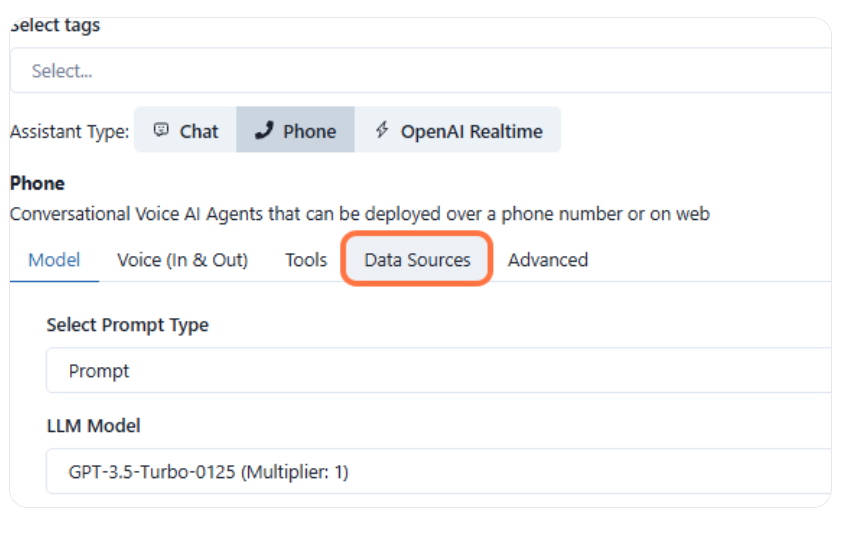 Select tags
Select...
Assistant Type: Chat Phone OpenAI Realtime
Phone
Conversational Voice AI Agents that can be deployed over a phone number or on web
Model Voice (In & Out) Tools Data Sources Advanced
Select Prompt Type
Prompt
LLM Model
GPT-3.5-Turbo-0125 (Multiplier: 1)